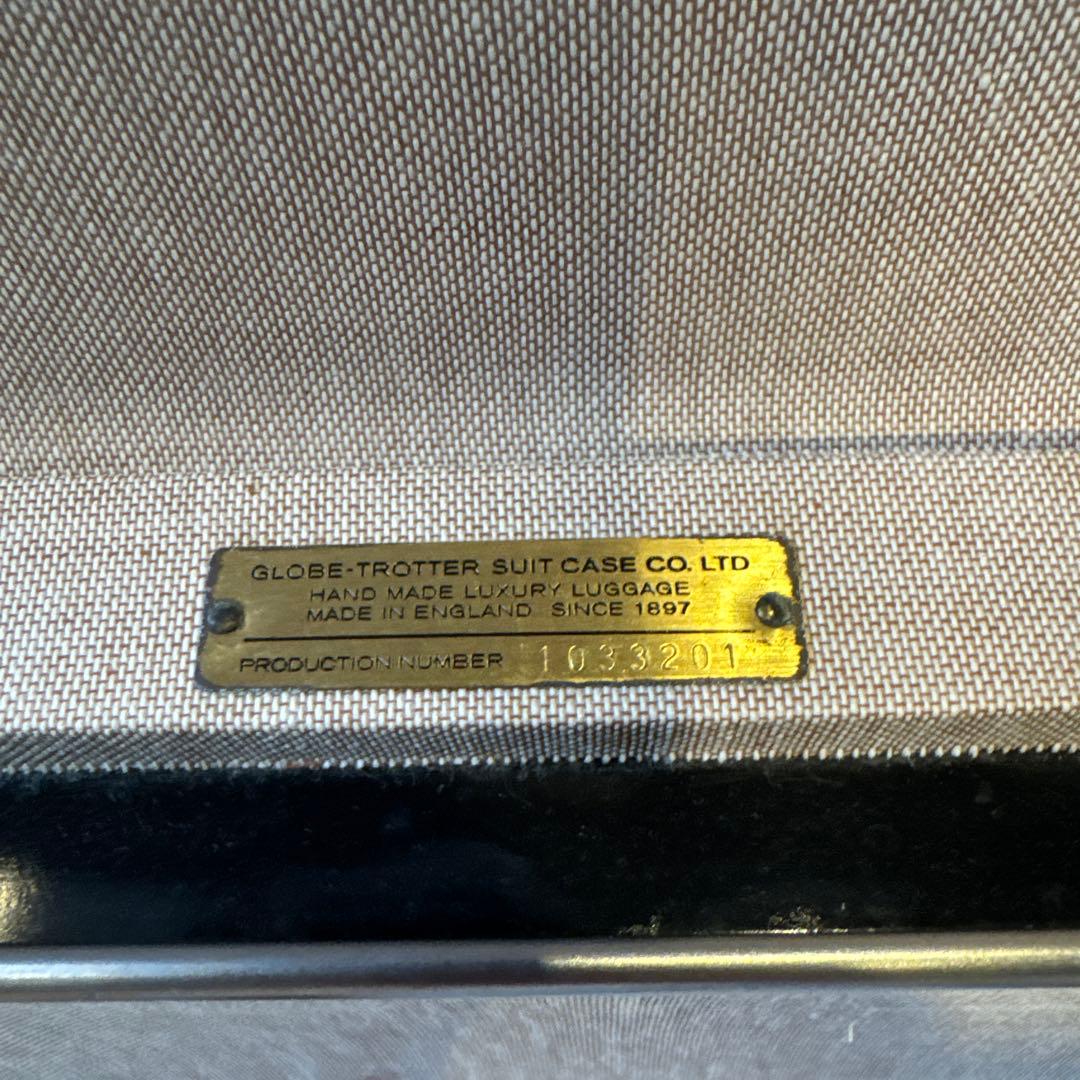 GLOBE-TROTTER SUIT CASE CO. LTD
HAND MADE LUXURY LUGGAGE
MADE IN ENGLAND SINCE 1897
PRODUCTION NUMBER 1033201